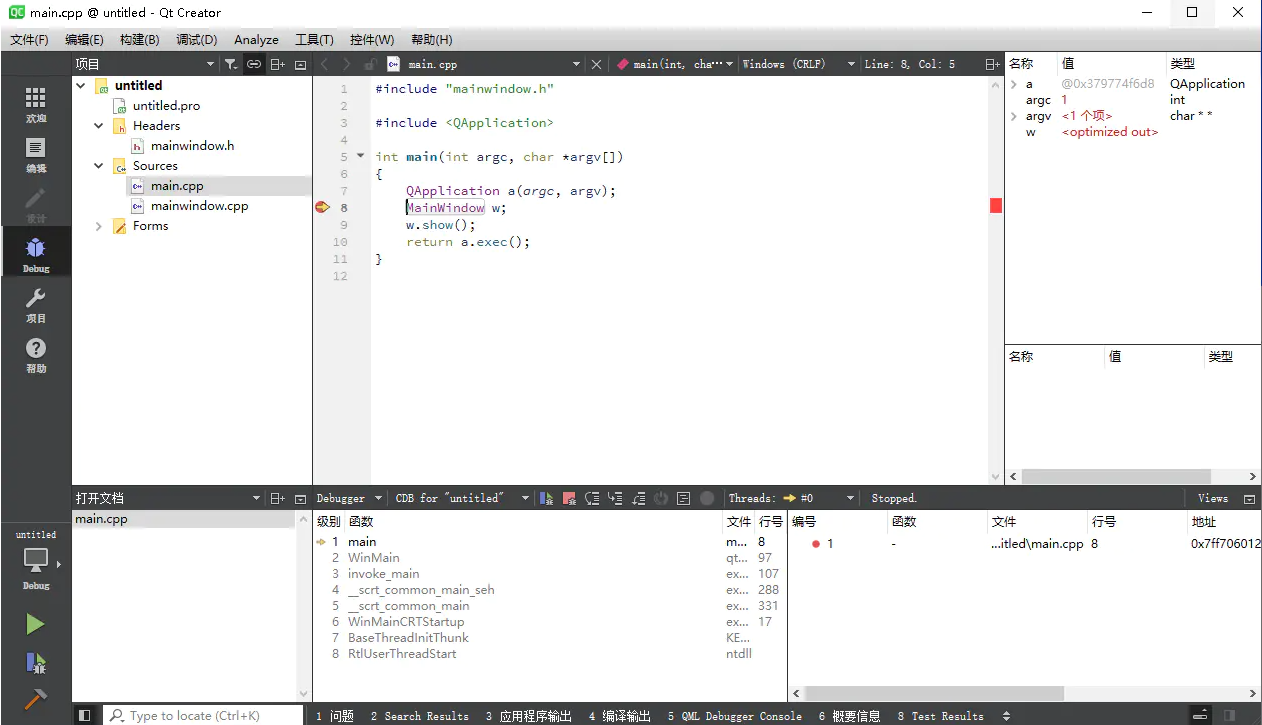 main.cpp @ untitled - Qt Creator
文件(F) 编辑(E) 构建(B) 调试(D) Analyze 工具(T) 控件(W) 帮助(H)
项目
main.cpp
main(int, cha···
Windows (CRLF)
Line: 8, Col: 5
欢迎
编辑
设计
Debug
项目
帮助
untitled
Debug
untitled
untitled.pro
Headers
mainwindow.h
Sources
main.cpp
mainwindow.cpp
Forms
1 #include "mainwindow.h"
2
3 #include <QApplication>
4
5 int main(int argc, char *argv[])
6 {
7 QApplication a(argc, argv);
8 MainWindow w;
9 w.show();
10 return a.exec();
11 }
12
名称 值 类型
a @0x379774f6d8 QApplication
argc 1 int
argv <1 个项> char * *
w <optimized out>
名称 值 类型
打开文档
main.cpp
Debugger CDB for "untitled" Threads: #0 Stopped. Views
级别 函数 文件 行号
1 main m... 8
2 WinMain qt... 97
3 invoke_main ex... 107
4 __scrt_common_main_seh ex... 288
5 __scrt_common_main ex... 331
6 WinMainCRTStartup ex... 17
7 BaseThreadInitThunk KE...
8 RtlUserThreadStart ntdll
编号 函数 文件 行号 地址
1 - ...itled\main.cpp 8 0x7ff706012
Type to locate (Ctrl+K)
1 问题 2 Search Results 3 应用程序输出 4 编译输出 5 QML Debugger Console 6 概要信息 8 Test Results